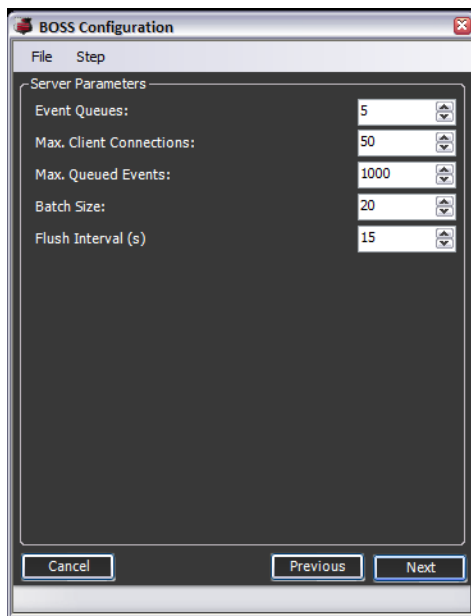 BOSS Configuration
File Step
Server Parameters
Event Queues: 5
Max. Client Connections: 50
Max. Queued Events: 1000
Batch Size: 20
Flush Interval (s) 15
Cancel Previous Next